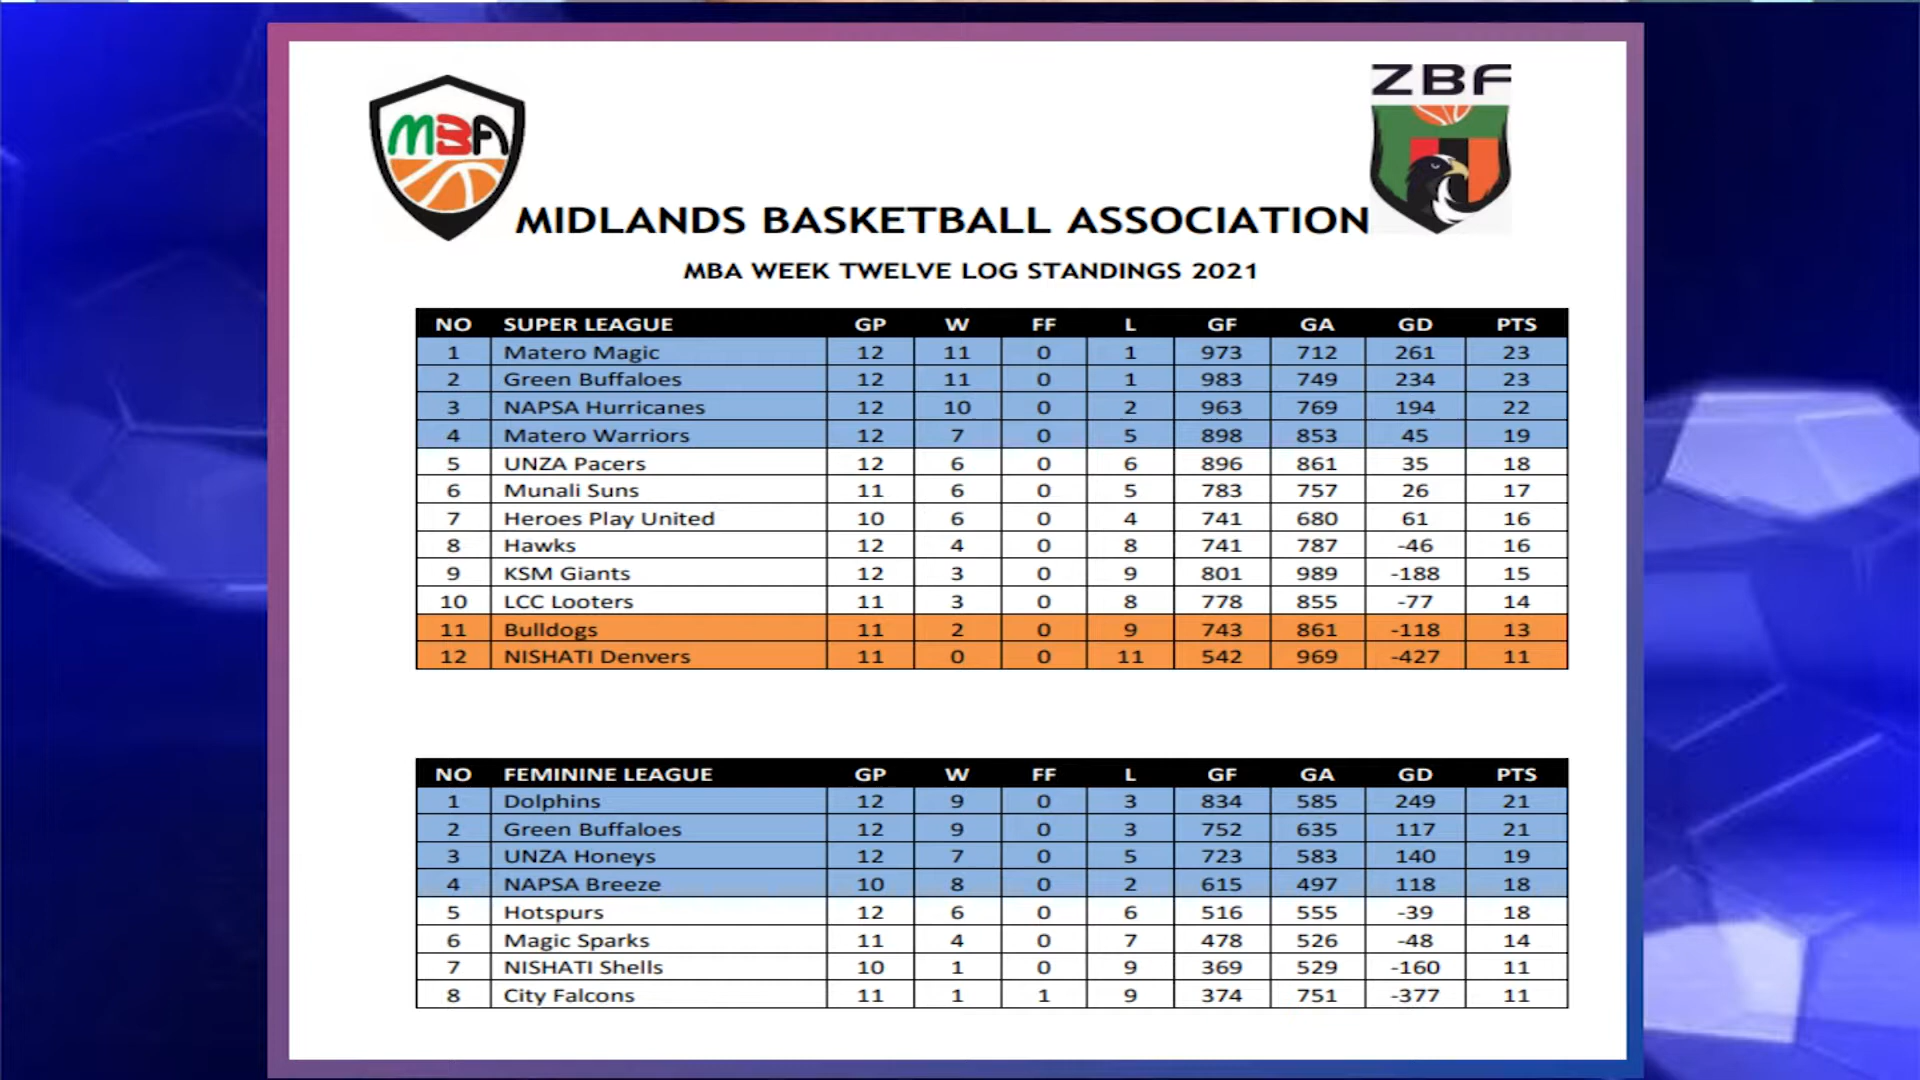 MBA
ZBF
MIDLANDS BASKETBALL ASSOCIATION
MBA WEEK TWELVE LOG STANDINGS 2021
NO SUPER LEAGUE GP W FF L GF GA GD PTS
1 Matero Magic 12 11 0 1 973 712 261 23
2 Green Buffaloes 12 11 0 1 983 749 234 23
3 NAPSA Hurricanes 12 10 0 2 963 769 194 22
4 Matero Warriors 12 7 0 5 898 853 45 19
5 UNZA Pacers 12 6 0 6 896 861 35 18
6 Munali Suns 11 6 0 5 783 757 26 17
7 Heroes Play United 10 6 0 4 741 680 61 16
8 Hawks 12 4 0 8 741 787 -46 16
9 KSM Giants 12 3 0 9 801 989 -188 15
10 LCC Looters 11 3 0 8 778 855 -77 14
11 Bulldogs 11 2 0 9 743 861 -118 13
12 NISHATI Denvers 11 0 0 11 542 969 -427 11
NO FEMININE LEAGUE GP W FF L GF GA GD PTS
1 Dolphins 12 9 0 3 834 585 249 21
2 Green Buffaloes 12 9 0 3 752 635 117 21
3 UNZA Honeys 12 7 0 5 723 583 140 19
4 NAPSA Breeze 10 8 0 2 615 497 118 18
5 Hotspurs 12 6 0 6 516 555 -39 18
6 Magic Sparks 11 4 0 7 478 526 -48 14
7 NISHATI Shells 10 1 0 9 369 529 -160 11
8 City Falcons 11 1 1 9 374 751 -377 11